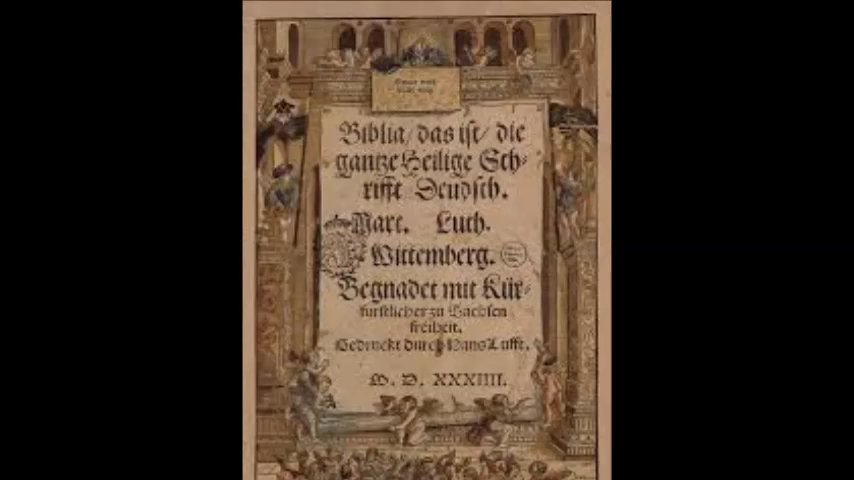 Biblia/ das ist/ die
gantze Heilige Sch-
rifft Deudsch.
Mart. Luth.
Wittemberg.
Begnadet mit Kür-
furstlicher zu Sachsen
freiheit.
Gedruckt durch Hans Lufft.
M. D. XXXIIII.